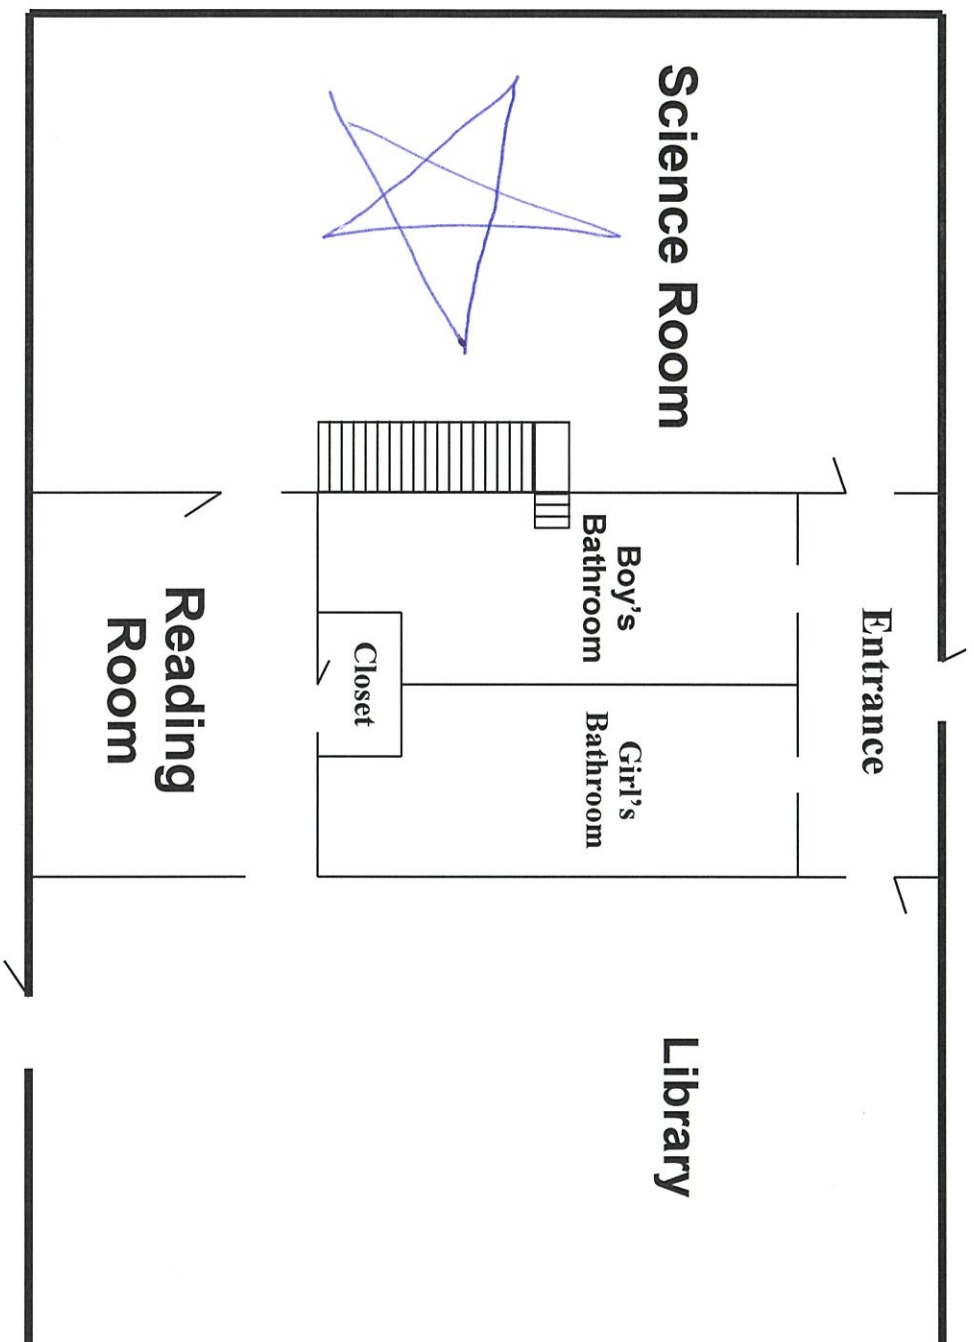 Science Room
Entrance
Boy's
Bathroom
Girl's
Bathroom
Closet
Reading
Room
Library